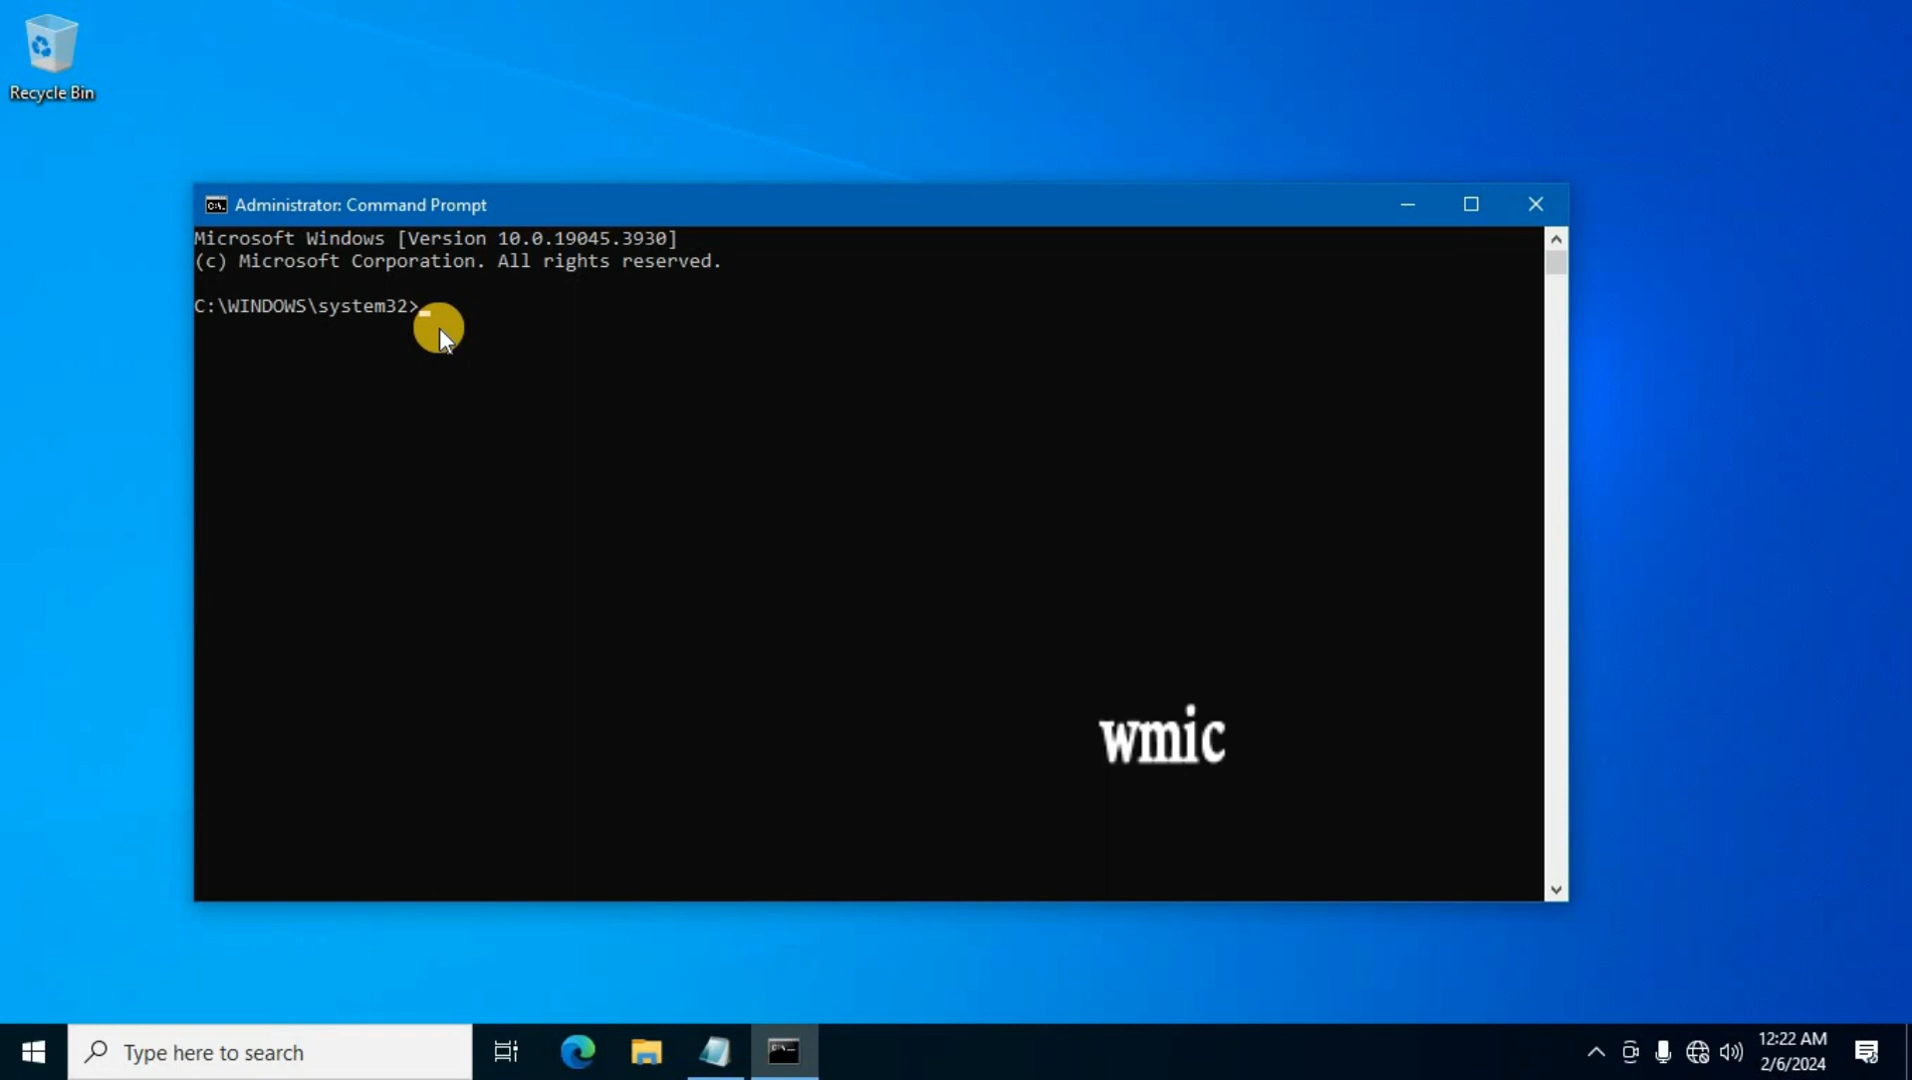 Recycle Bin
Administrator: Command Prompt
Microsoft Windows [Version 10.0.19045.3930]
(c) Microsoft Corporation. All rights reserved.
C:\WINDOWS\system32>
wmic
Type here to search
12:22 AM
2/6/2024